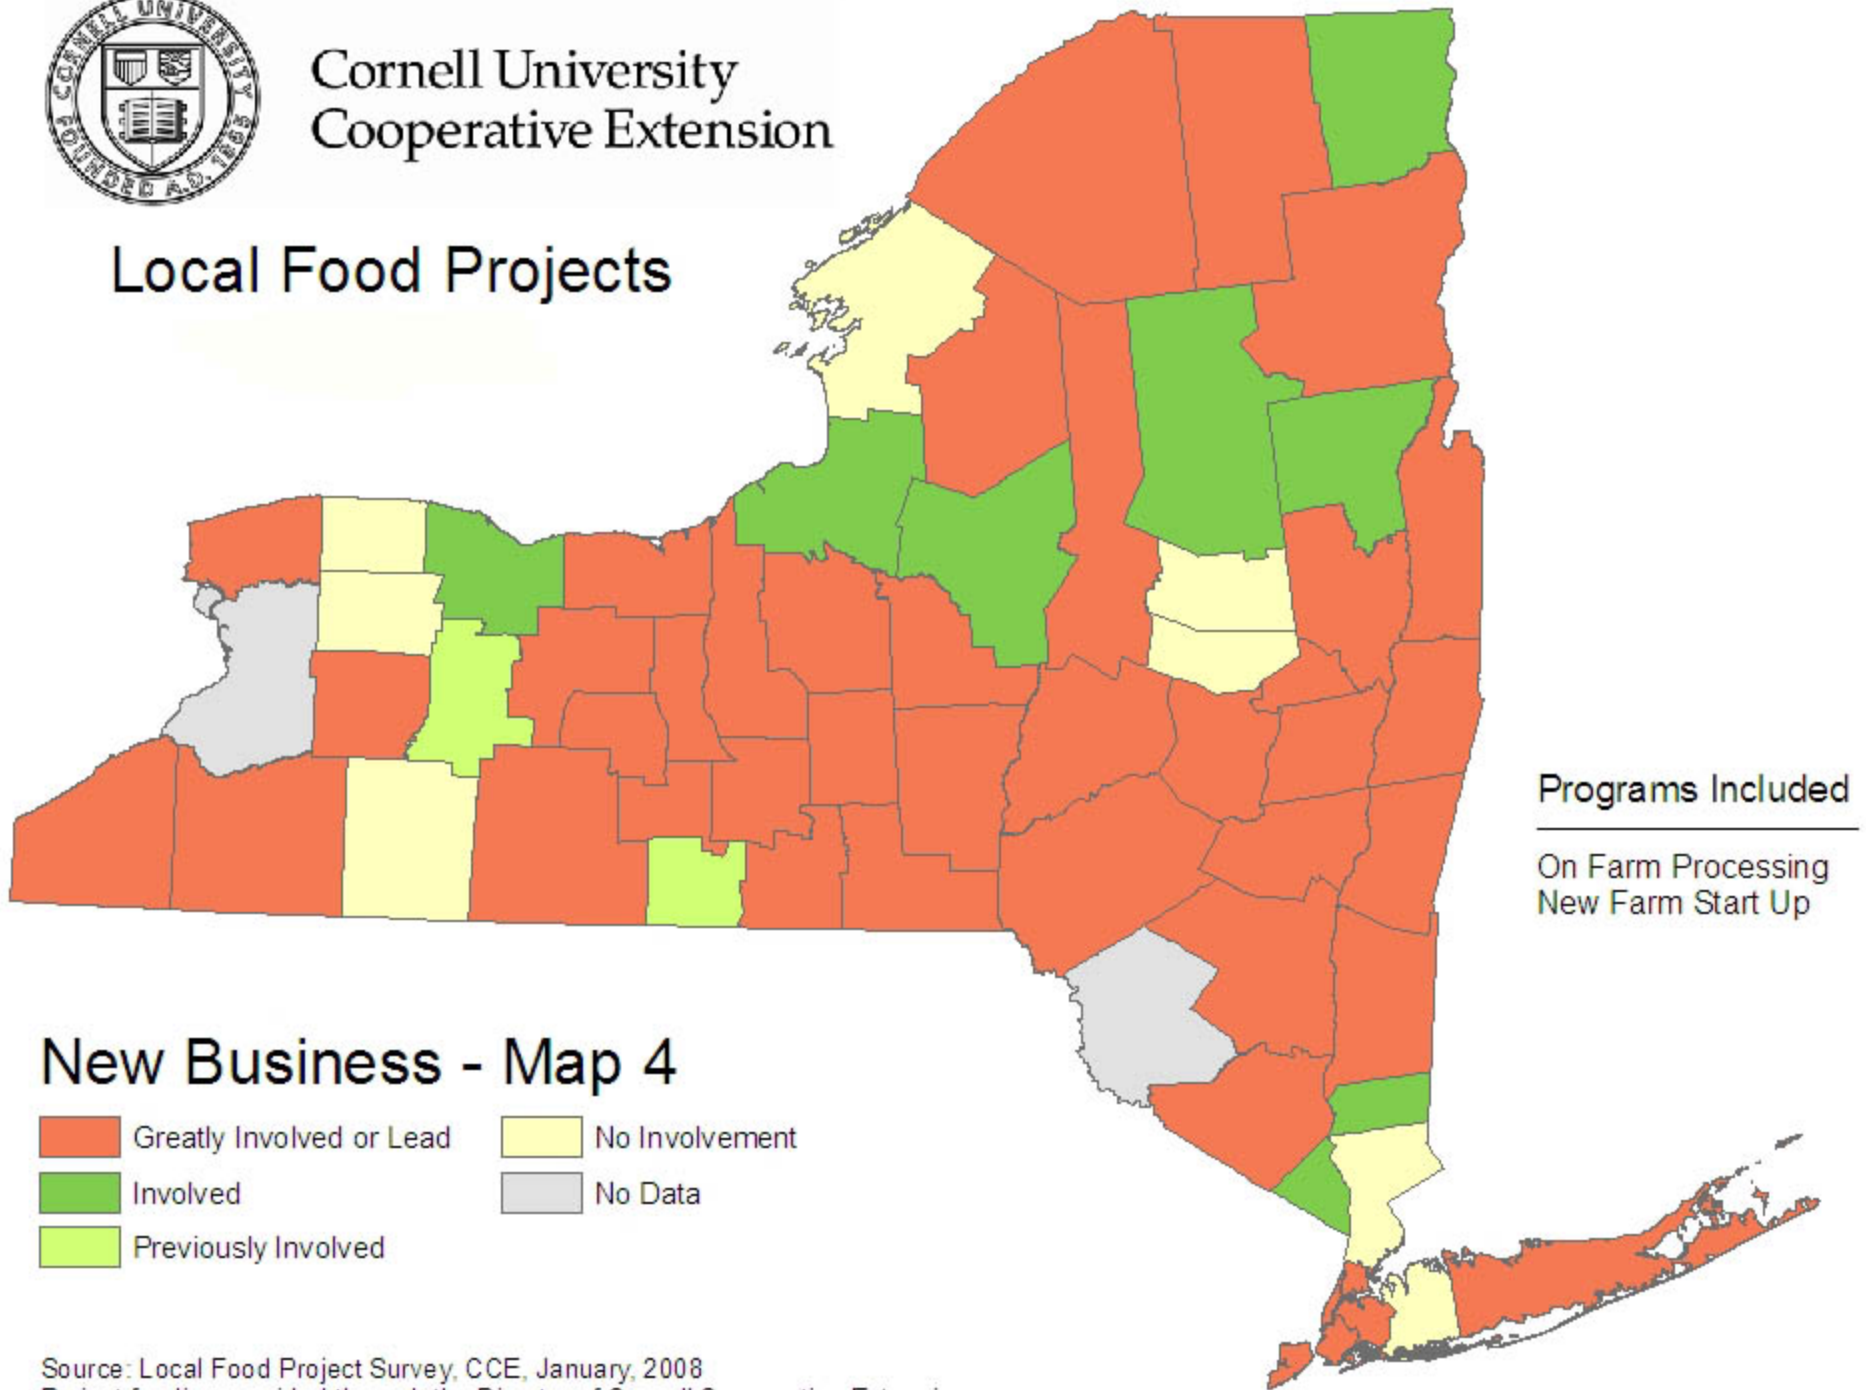 CORNELL UNIVERSITY
FOUNDED A.D. 1865
Cornell University
Cooperative Extension
Local Food Projects
Programs Included
On Farm Processing
New Farm Start Up
New Business - Map 4
Greatly Involved or Lead
No Involvement
Involved
No Data
Previously Involved
Source: Local Food Project Survey, CCE, January, 2008